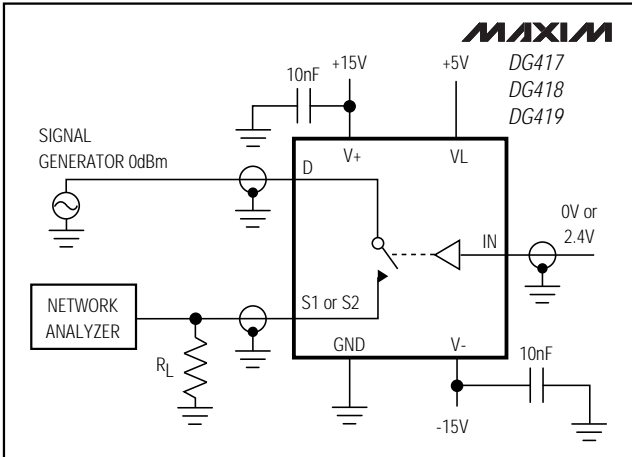 MAXIM
DG417
DG418
DG419
+15V
+5V
10nF
SIGNAL
GENERATOR 0dBm
V+
VL
D
0V or
2.4V
IN
S1 or S2
NETWORK
ANALYZER
RL
GND
V-
10nF
-15V